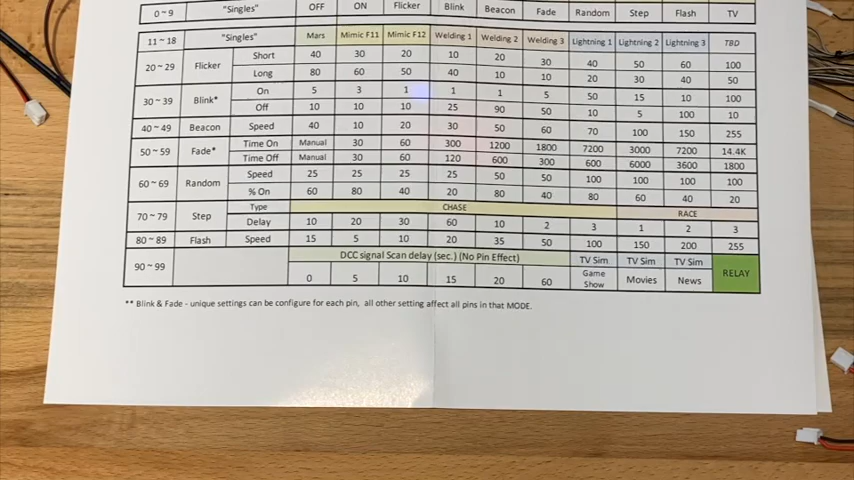 0 ~ 9 "Singles" OFF ON Flicker Blink Beacon Fade Random Step Flash TV
11 ~ 18 "Singles" Mars Mimic F11 Mimic F12 Welding 1 Welding 2 Welding 3 Lightning 1 Lightning 2 Lightning 3 TBD
20 ~ 29 Flicker Short 40 30 20 10 20 30 40 50 60 100
Long 80 60 50 40 10 10 20 30 40 50
30 ~ 39 Blink* On 5 3 1 1 1 5 50 15 10 100
Off 10 10 10 25 90 50 10 5 100 10
40 ~ 49 Beacon Speed 40 10 20 30 50 60 70 100 150 255
50 ~ 59 Fade* Time On Manual 30 60 300 1200 1800 7200 3000 7200 14.4K
Time Off Manual 30 60 120 600 300 600 6000 3600 1800
60 ~ 69 Random Speed 25 25 25 25 50 50 100 100 100 100
% On 60 80 40 20 80 40 80 60 40 20
70 ~ 79 Step Type CHASE RACE
Delay 10 20 30 60 10 2 3 1 2 3
80 ~ 89 Flash Speed 15 5 10 20 35 50 100 150 200 255
90 ~ 99 DCC signal Scan delay (sec.) (No Pin Effect) TV Sim TV Sim TV Sim RELAY
0 5 10 15 20 60 Game Show Movies News
** Blink & Fade - unique settings can be configure for each pin, all other setting affect all pins in that MODE.